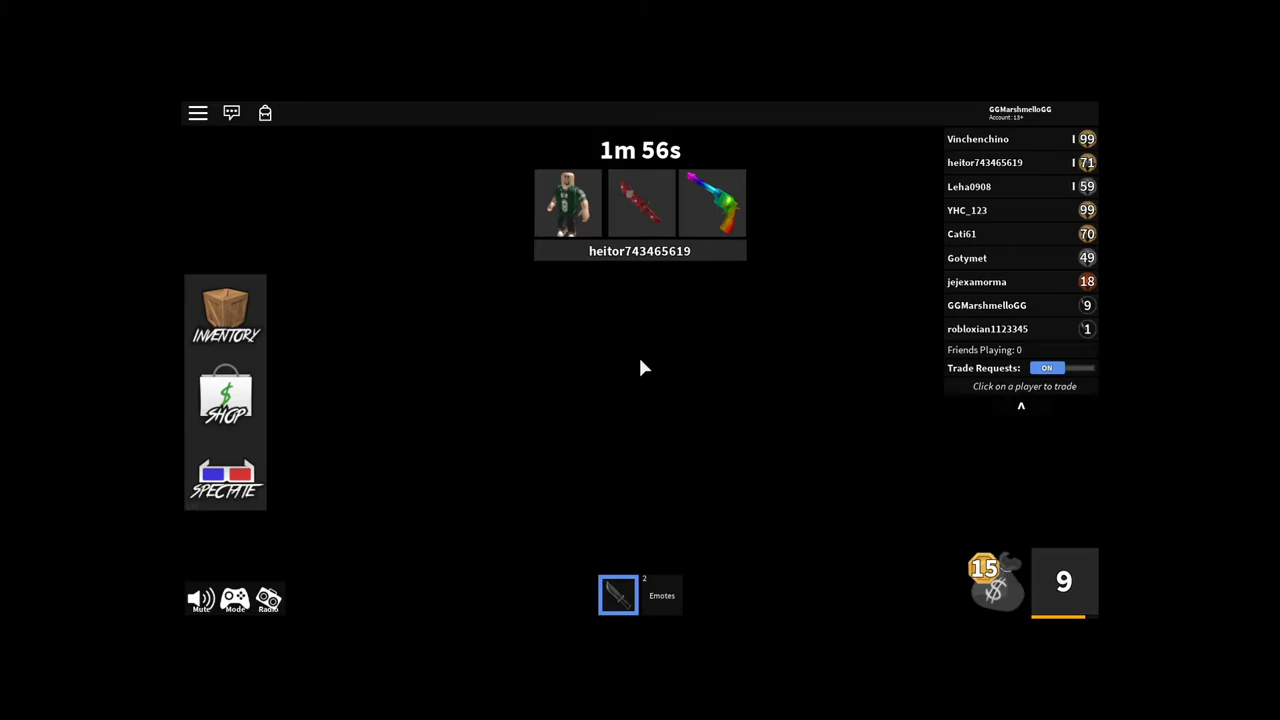 GGMarshmelloGG
Account: 13+
1m 56s
heitor743465619
Vinchenchino I 99
heitor743465619 I 71
Leha0908 I 59
YHC_123 99
Cati61 70
Gotymet 49
jejexamorma 18
GGMarshmelloGG 9
robloxian1123345 1
Friends Playing: 0
Trade Requests: ON
Click on a player to trade
INVENTORY
$
SHOP
SPECTATE
Mute Mode Radio
2
Emotes
15
$
9